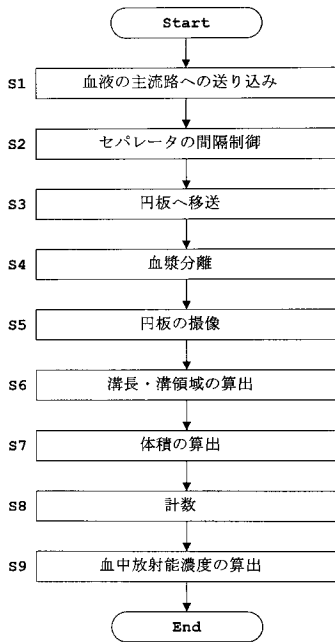 Start
S1 血液の主流路への送り込み
S2 セパレータの間隔制御
S3 円板へ移送
S4 血漿分離
S5 円板の撮像
S6 溝長・溝領域の算出
S7 体積の算出
S8 計数
S9 血中放射能濃度の算出
End